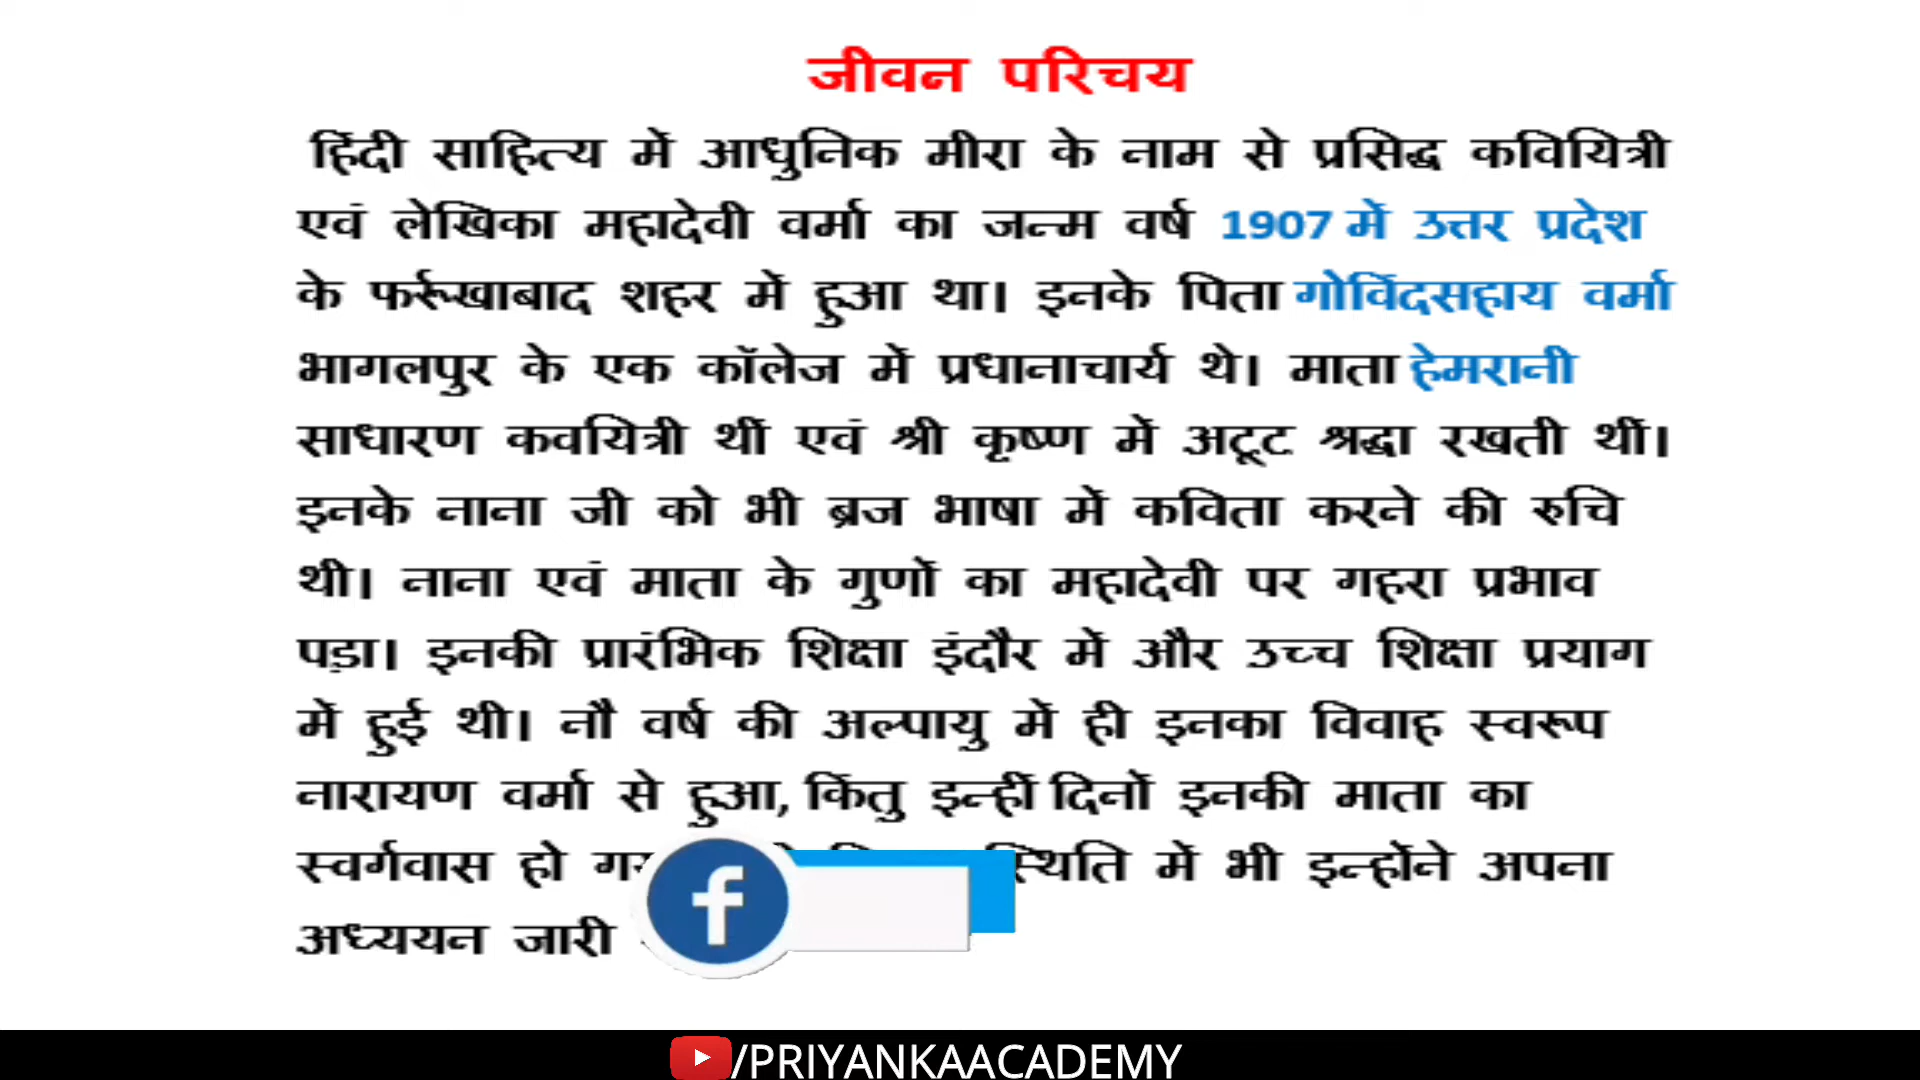 जीवन परिचय
हिंदी साहित्य में आधुनिक मीरा के नाम से प्रसिद्ध कवियित्री
एवं लेखिका महादेवी वर्मा का जन्म वर्ष 1907 में उत्तर प्रदेश
के फर्रूखाबाद शहर में हुआ था। इनके पिता गोविंदसहाय वर्मा
भागलपुर के एक कॉलेज में प्रधानाचार्य थे। माता हेमरानी
साधारण कवयित्री थीं एवं श्री कृष्ण में अटूट श्रद्धा रखती थीं।
इनके नाना जी को भी ब्रज भाषा में कविता करने की रुचि
थी। नाना एवं माता के गुणों का महादेवी पर गहरा प्रभाव
पड़ा। इनकी प्रारंभिक शिक्षा इंदौर में और उच्च शिक्षा प्रयाग
में हुई थी। नौ वर्ष की अल्पायु में ही इनका विवाह स्वरूप
नारायण वर्मा से हुआ, किंतु इन्हीं दिनों इनकी माता का
स्वर्गवास हो में भी इन्होंने अपना
अध्ययन जारी
f
/PRIYANKAACADEMY